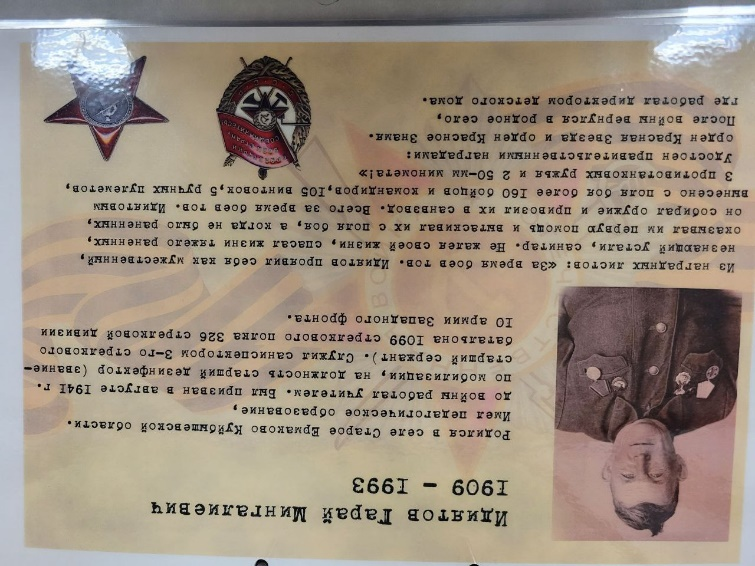 Идиятов Гарай Мингалиевич
1909 – 1993
Родился в селе Старое Ермаково Куйбышевской области.
Имел педагогическое образование,
до войны работал учителем. Был призван в августе 1941 г.
по мобилизации, на должность старший дезинфектор (звание–
старший сержант). Служил саниспектором 3-го стрелкового
батальона 1099 стрелкового полка 326 стрелковой дивизии
10 армии Западного фронта.
Из наградных листов: «За время боев тов. Идиятов проявил себя как мужественный,
незнающий устали, санитар. Не жалея своей жизни, спасал жизни тяжело раненых,
оказывал им первую помощь и вытаскивал их с поля боя, а когда не было раненых,
он собирал оружие и привозил их в санвзвод. Всего за время боев тов. Идиятовым
вынесено с поля боя более 160 бойцов и командиров, 105 винтовок, 5 ручных пулеметов,
3 противотанковых ружья и 2 50-мм миномета»!
Удостоен правительственными наградами:
орден Красная Звезда и орден Красное Знамя.
После войны вернулся в родное село,
где работал директором детского дома.